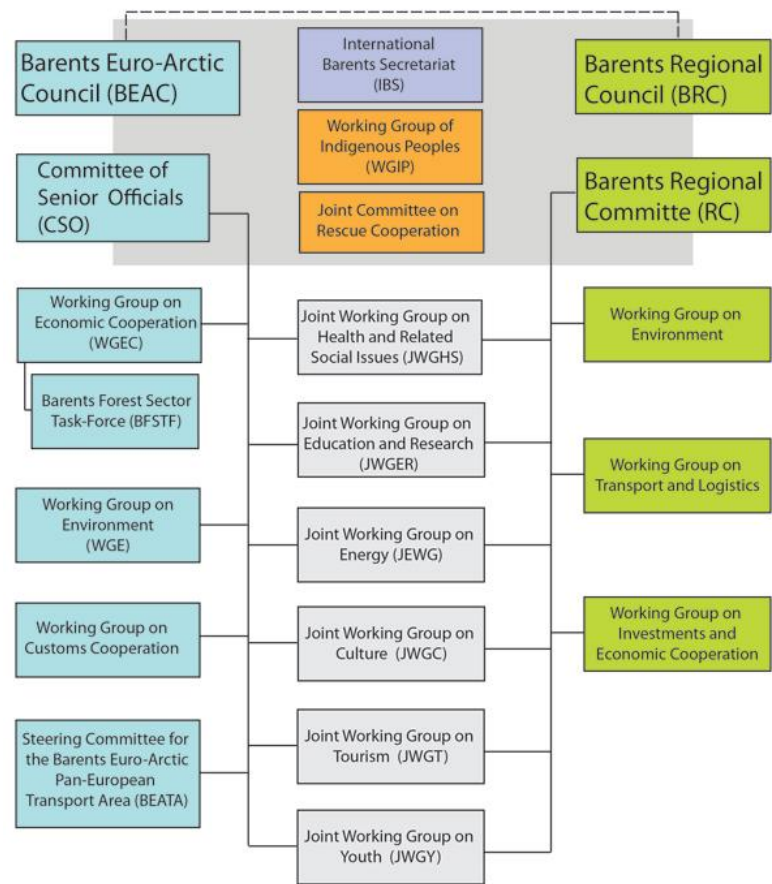 Barents Euro-Arctic
Council (BEAC)
International
Barents Secretariat
(IBS)
Barents Regional
Council (BRC)
Working Group of
Indigenous Peoples
(WGIP)
Committee of
Senior Officials
(CSO)
Joint Committee on
Rescue Cooperation
Barents Regional
Committe (RC)
Working Group on
Economic Cooperation
(WGEC)
Barents Forest Sector
Task-Force (BFSTF)
Working Group on
Environment
(WGE)
Working Group on
Customs Cooperation
Steering Committee for
the Barents Euro-Arctic
Pan-European
Transport Area (BEATA)
Joint Working Group on
Health and Related
Social Issues (JWGHS)
Joint Working Group on
Education and Research
(JWGER)
Joint Working Group on
Energy (JEWG)
Joint Working Group on
Culture (JWGC)
Joint Working Group on
Tourism (JWGT)
Joint Working Group on
Youth (JWGY)
Working Group on
Environment
Working Group on
Transport and Logistics
Working Group on
Investments and
Economic Cooperation